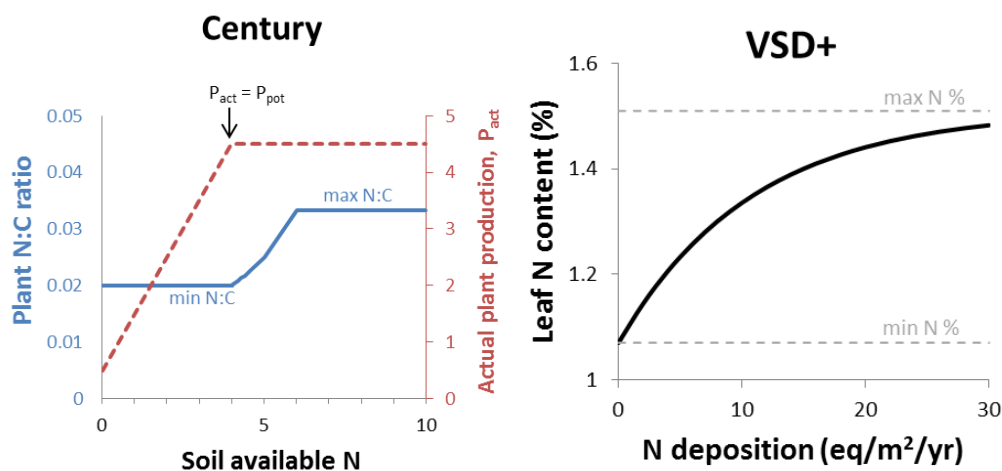 Century
P_act = P_pot
0.05
0.04
0.03
0.02
0.01
0
Plant N:C ratio
max N:C
min N:C
5
4
3
2
1
0
Actual plant production, P_act
0
5
10
Soil available N
VSD+
1.6
1.4
1.2
1
Leaf N content (%)
max N %
min N %
0
10
20
30
N deposition (eq/m²/yr)